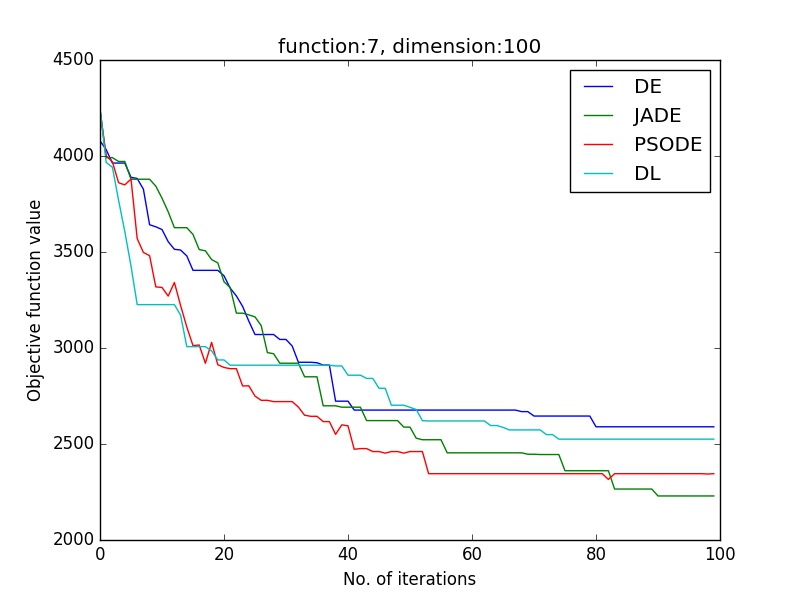 function:7, dimension:100
4500
4000
3500
3000
2500
2000
Objective function value
DE
JADE
PSODE
DL
0
20
40
60
80
100
No. of iterations